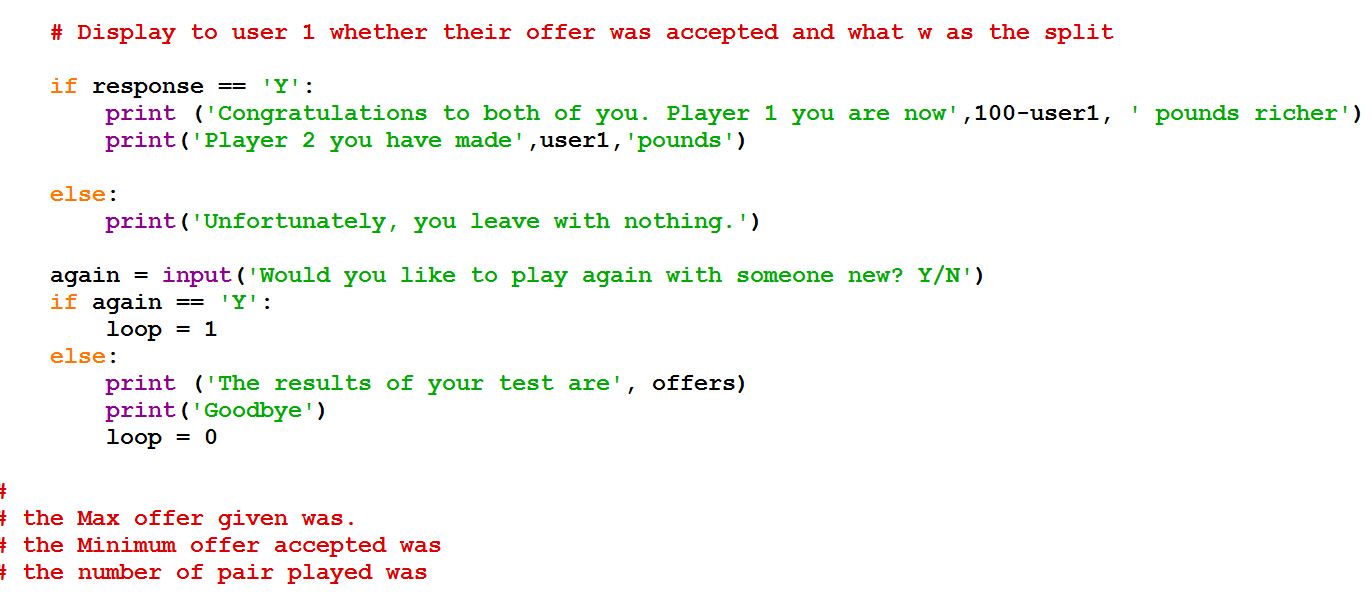 # Display to user 1 whether their offer was accepted and what w as the split
if response == 'Y':
print ('Congratulations to both of you. Player 1 you are now',100-user1, ' pounds richer')
print('Player 2 you have made',user1,'pounds')
else:
print('Unfortunately, you leave with nothing.')
again = input('Would you like to play again with someone new? Y/N')
if again == 'Y':
loop = 1
else:
print ('The results of your test are', offers)
print('Goodbye')
loop = 0
#
# the Max offer given was.
# the Minimum offer accepted was
# the number of pair played was